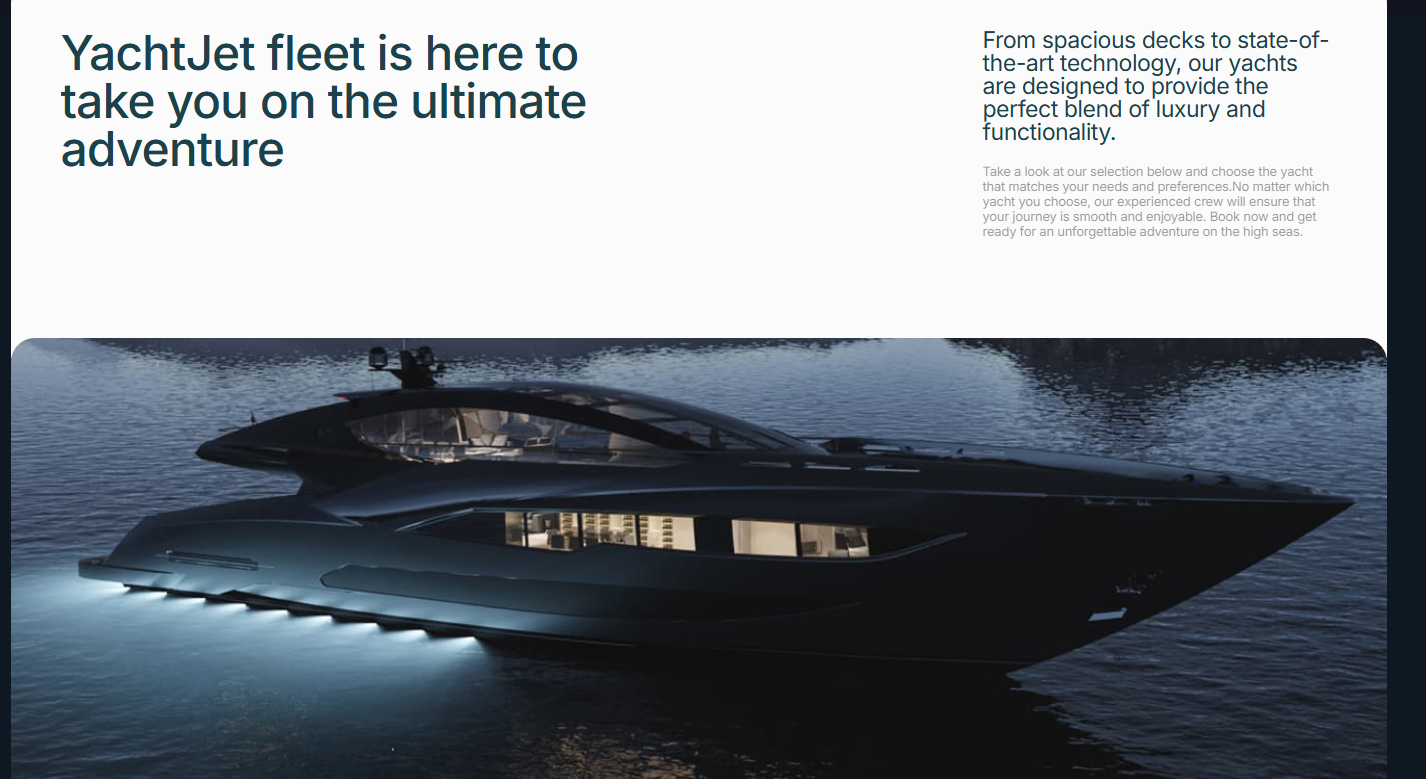 YachtJet fleet is here to
take you on the ultimate
adventure
From spacious decks to state-of-
the-art technology, our yachts
are designed to provide the
perfect blend of luxury and
functionality.
Take a look at our selection below and choose the yacht
that matches your needs and preferences.No matter which
yacht you choose, our experienced crew will ensure that
your journey is smooth and enjoyable. Book now and get
ready for an unforgettable adventure on the high seas.